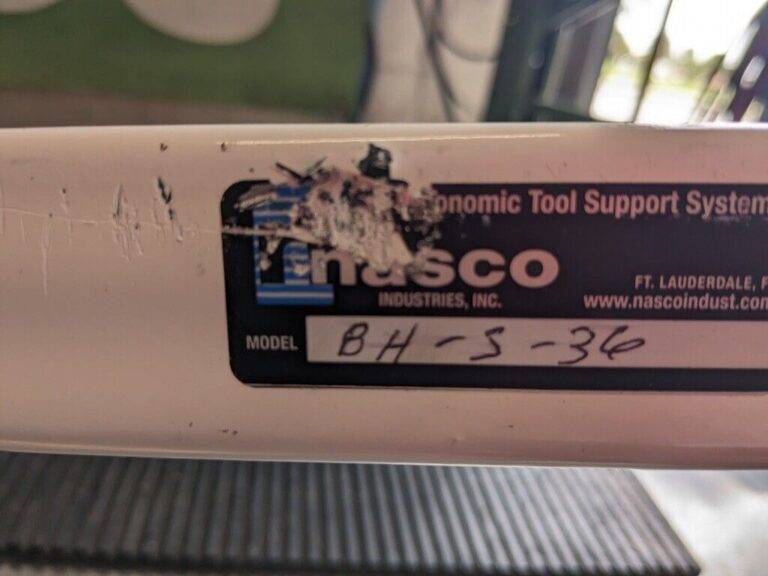 onomic Tool Support System
nasco
INDUSTRIES, INC.
FT. LAUDERDALE, F
www.nascoindust.com
MODEL BH-S-36